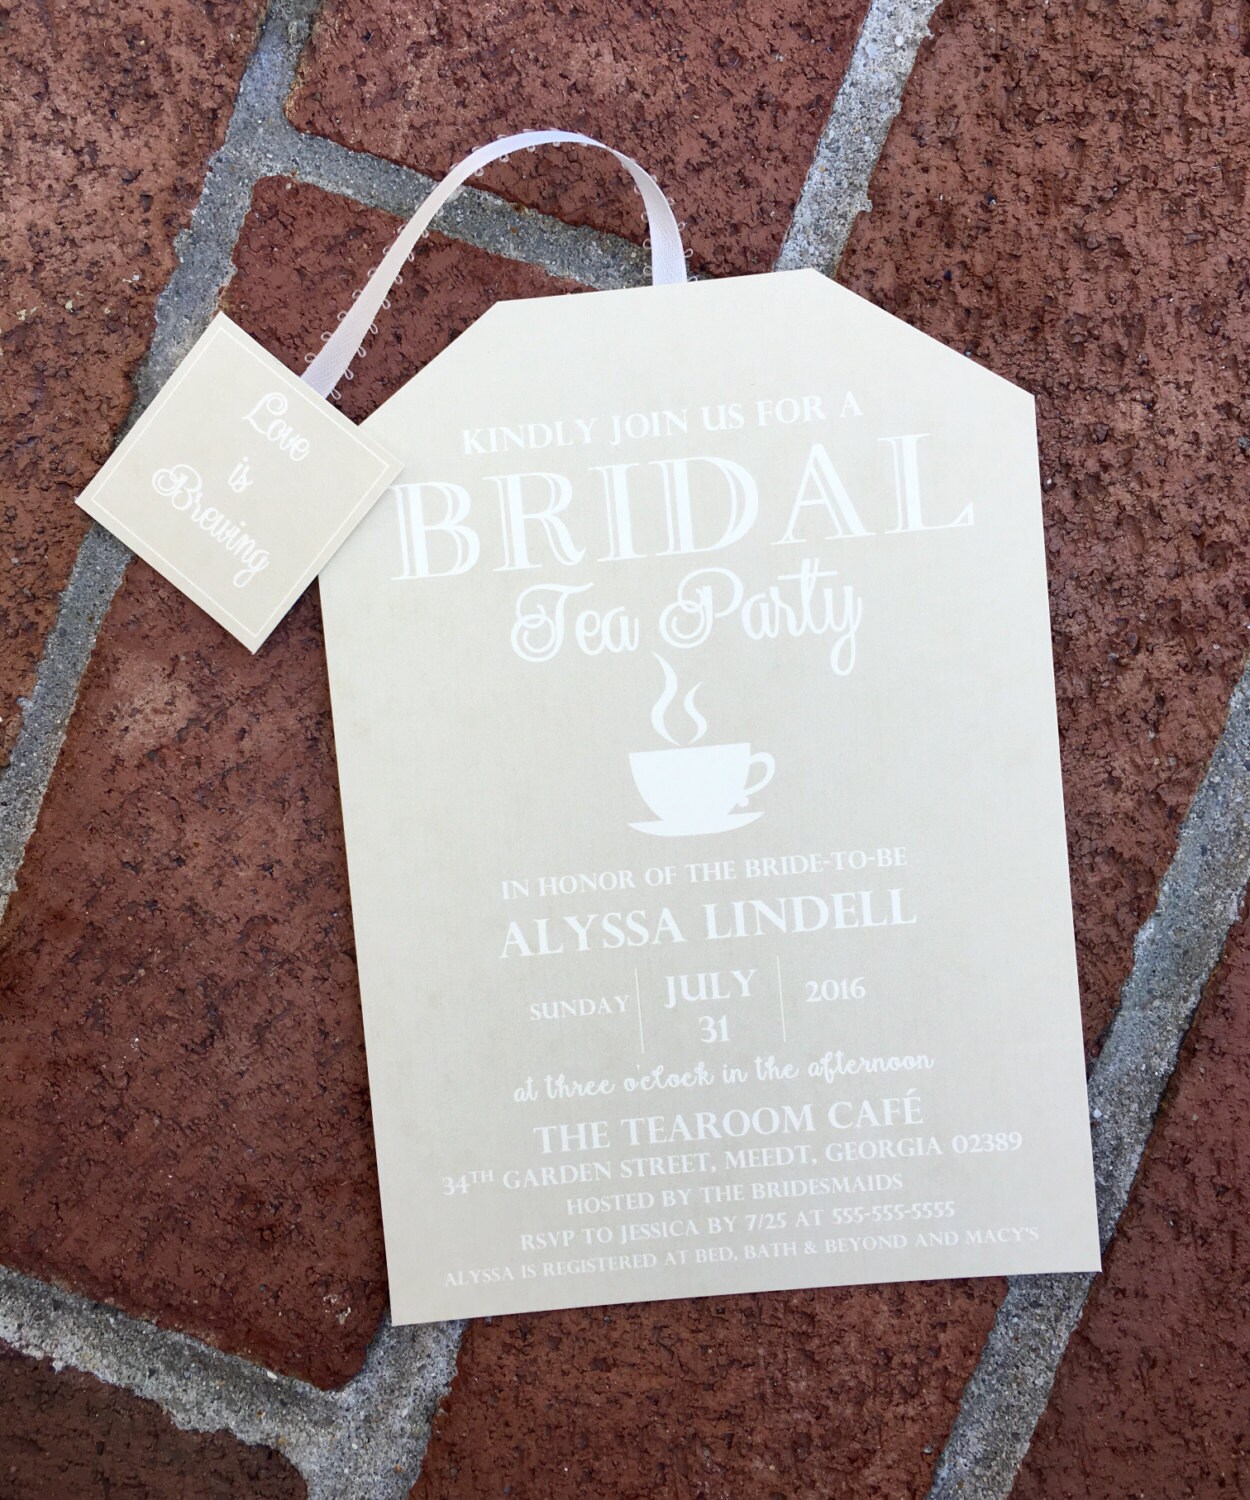 Love
is
Brewing
KINDLY JOIN US FOR A
BRIDAL
Tea Party
IN HONOR OF THE BRIDE-TO-BE
ALYSSA LINDELL
SUNDAY
JULY
31
2016
at three o'clock in the afternoon
THE TEAROOM CAFÉ
34TH GARDEN STREET, MEEDT, GEORGIA 02389
HOSTED BY THE BRIDESMAIDS
RSVP TO JESSICA BY 7/25 AT 555-555-5555
ALYSSA IS REGISTERED AT BED, BATH & BEYOND AND MACY'S